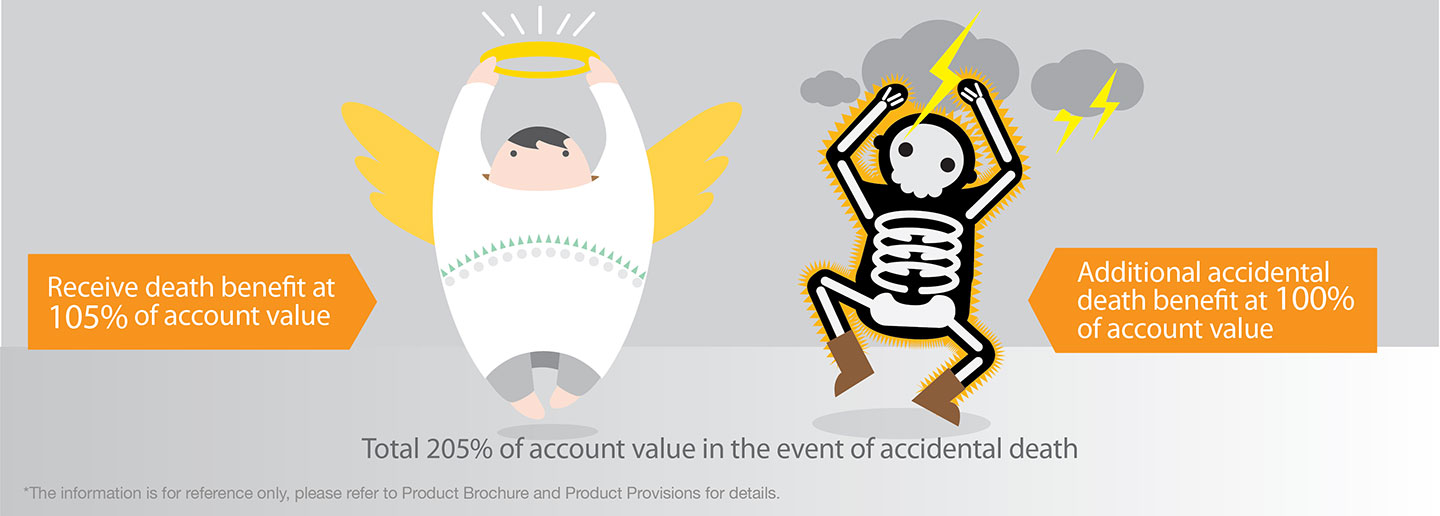 Receive death benefit at
105% of account value
Additional accidental
death benefit at 100%
of account value
Total 205% of account value in the event of accidental death
*The information is for reference only, please refer to Product Brochure and Product Provisions for details.